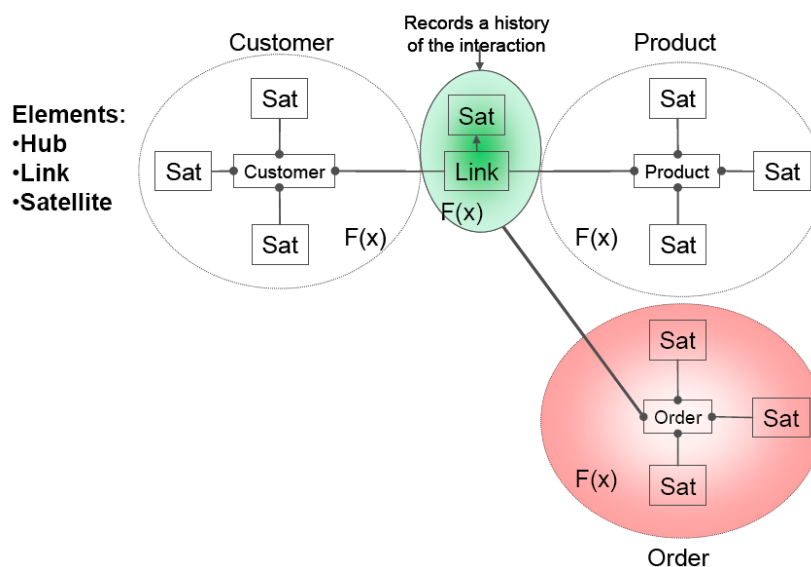 Records a history
of the interaction
Customer
Product
Elements:
•Hub
•Link
•Satellite
Sat
Sat
Sat
Sat
Customer
Link
Product
Sat
Sat
F(x)
F(x)
F(x)
Sat
Sat
Sat
Order
Sat
F(x)
Sat
Order